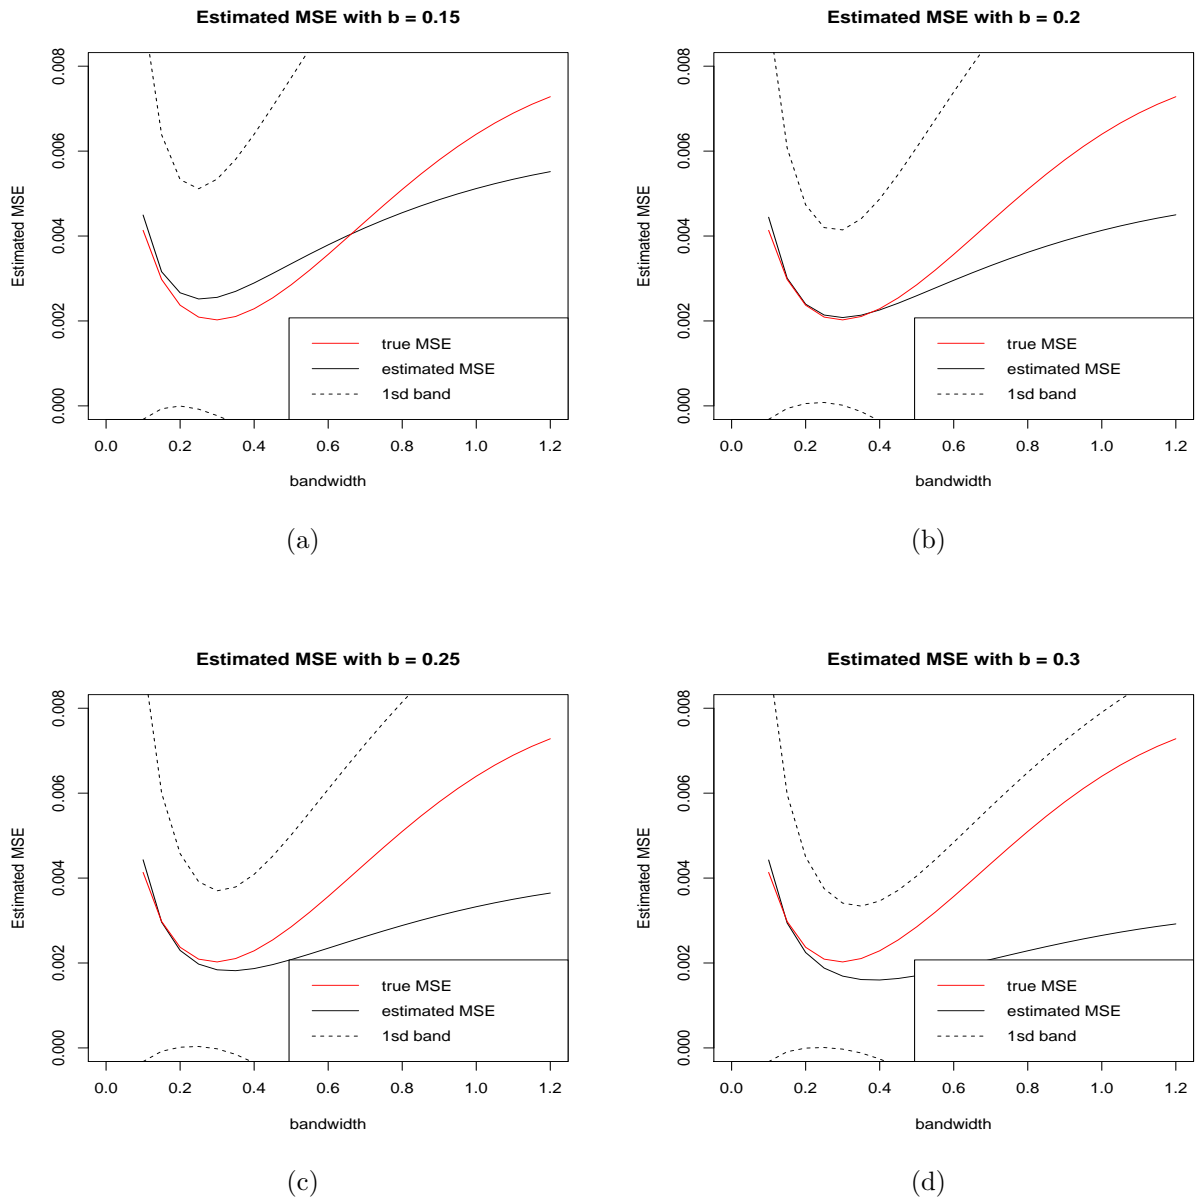 Estimated MSE with b = 0.15
Estimated MSE
0.008
0.006
0.004
0.002
0.000
true MSE
estimated MSE
1sd band
0.0 0.2 0.4 0.6 0.8 1.0 1.2
bandwidth
(a)
Estimated MSE with b = 0.2
Estimated MSE
0.008
0.006
0.004
0.002
0.000
true MSE
estimated MSE
1sd band
0.0 0.2 0.4 0.6 0.8 1.0 1.2
bandwidth
(b)
Estimated MSE with b = 0.25
Estimated MSE
0.008
0.006
0.004
0.002
0.000
true MSE
estimated MSE
1sd band
0.0 0.2 0.4 0.6 0.8 1.0 1.2
bandwidth
(c)
Estimated MSE with b = 0.3
Estimated MSE
0.008
0.006
0.004
0.002
0.000
true MSE
estimated MSE
1sd band
0.0 0.2 0.4 0.6 0.8 1.0 1.2
bandwidth
(d)